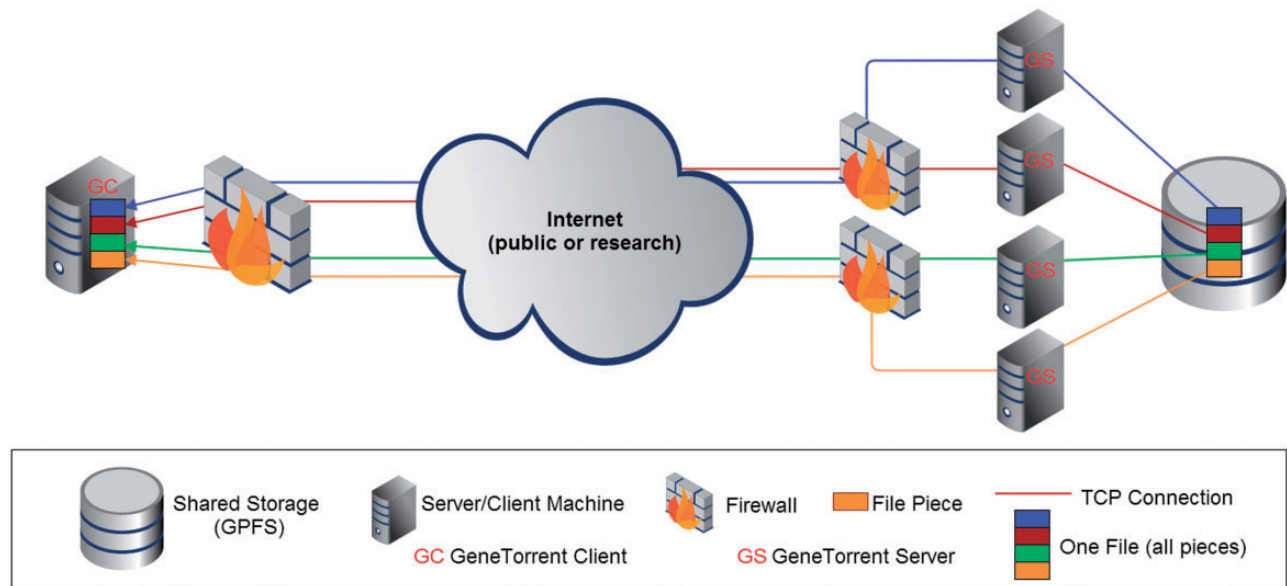 GS
GS
GC
Internet
(public or research)
GS
GS
Shared Storage
(GPFS)
Server/Client Machine
Firewall
File Piece
TCP Connection
GC GeneTorrent Client
GS GeneTorrent Server
One File (all pieces)